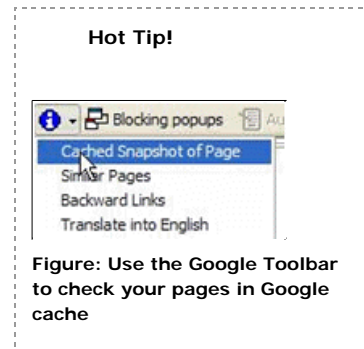 Hot Tip!
Blocking popups Au
Cached Snapshot of Page
Similar Pages
Backward Links
Translate into English
Figure: Use the Google Toolbar
to check your pages in Google
cache